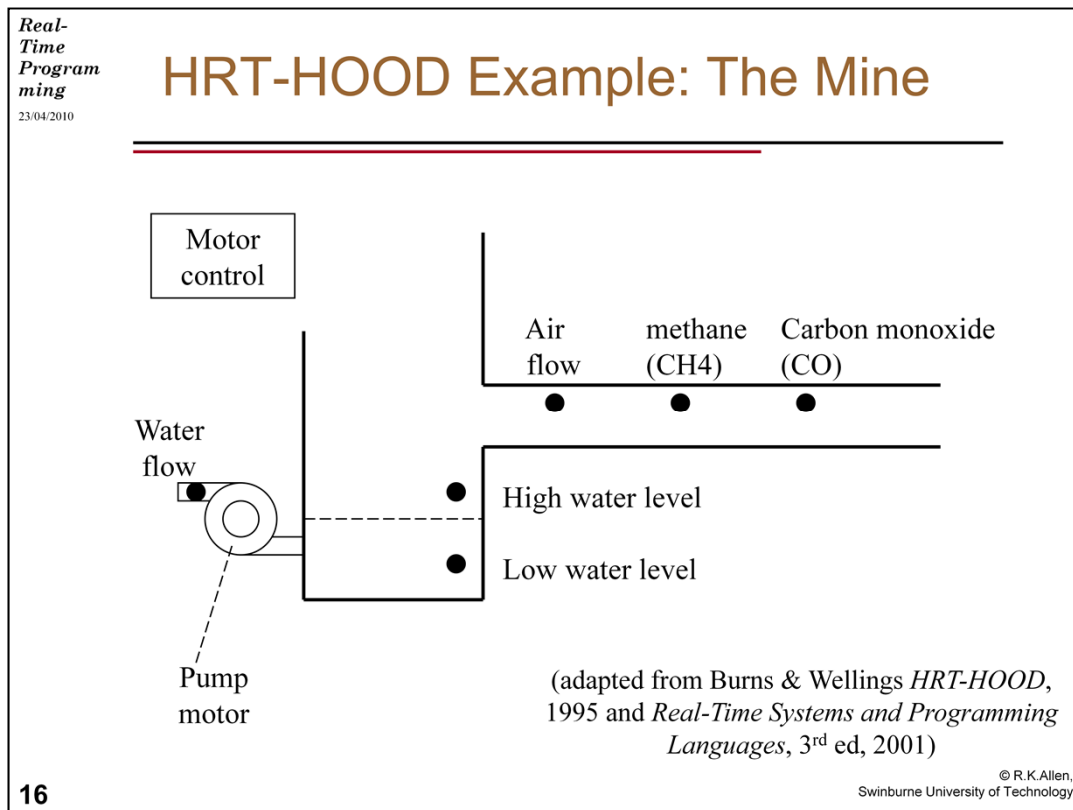 Real-
Time
Program
ming
23/04/2010
HRT-HOOD Example: The Mine
Motor
control
Air
flow
methane
(CH4)
Carbon monoxide
(CO)
Water
flow
High water level
Low water level
Pump
motor
(adapted from Burns & Wellings HRT-HOOD,
1995 and Real-Time Systems and Programming
Languages, 3rd ed, 2001)
16
© R.K.Allen,
Swinburne University of Technology